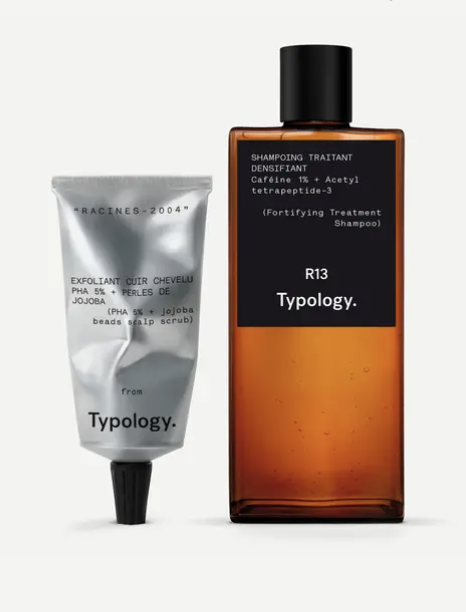 "RACINES-2004"
EXFOLIANT CUIR CHEVELU
PHA 5% + PERLES DE
JOJOBA
(PHA 5% + jojoba
beads scalp scrub)
from
Typology.
SHAMPOING TRAITANT
DENSIFIANT
Caféine 1% + Acetyl
tetrapeptide-3
(Fortifying Treatment
Shampoo)
R13
Typology.